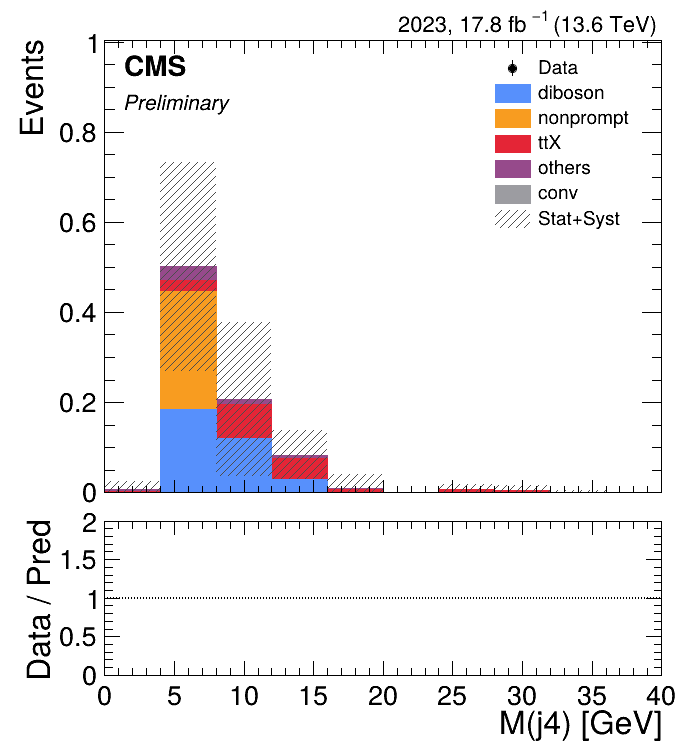 2023, 17.8 fb⁻¹ (13.6 TeV)
CMS
Preliminary
Data
diboson
nonprompt
ttX
others
conv
Stat+Syst
Events
1
0.8
0.6
0.4
0.2
0
Data / Pred
2
1.5
1
0.5
0
0 5 10 15 20 25 30 35 40
M(j4) [GeV]